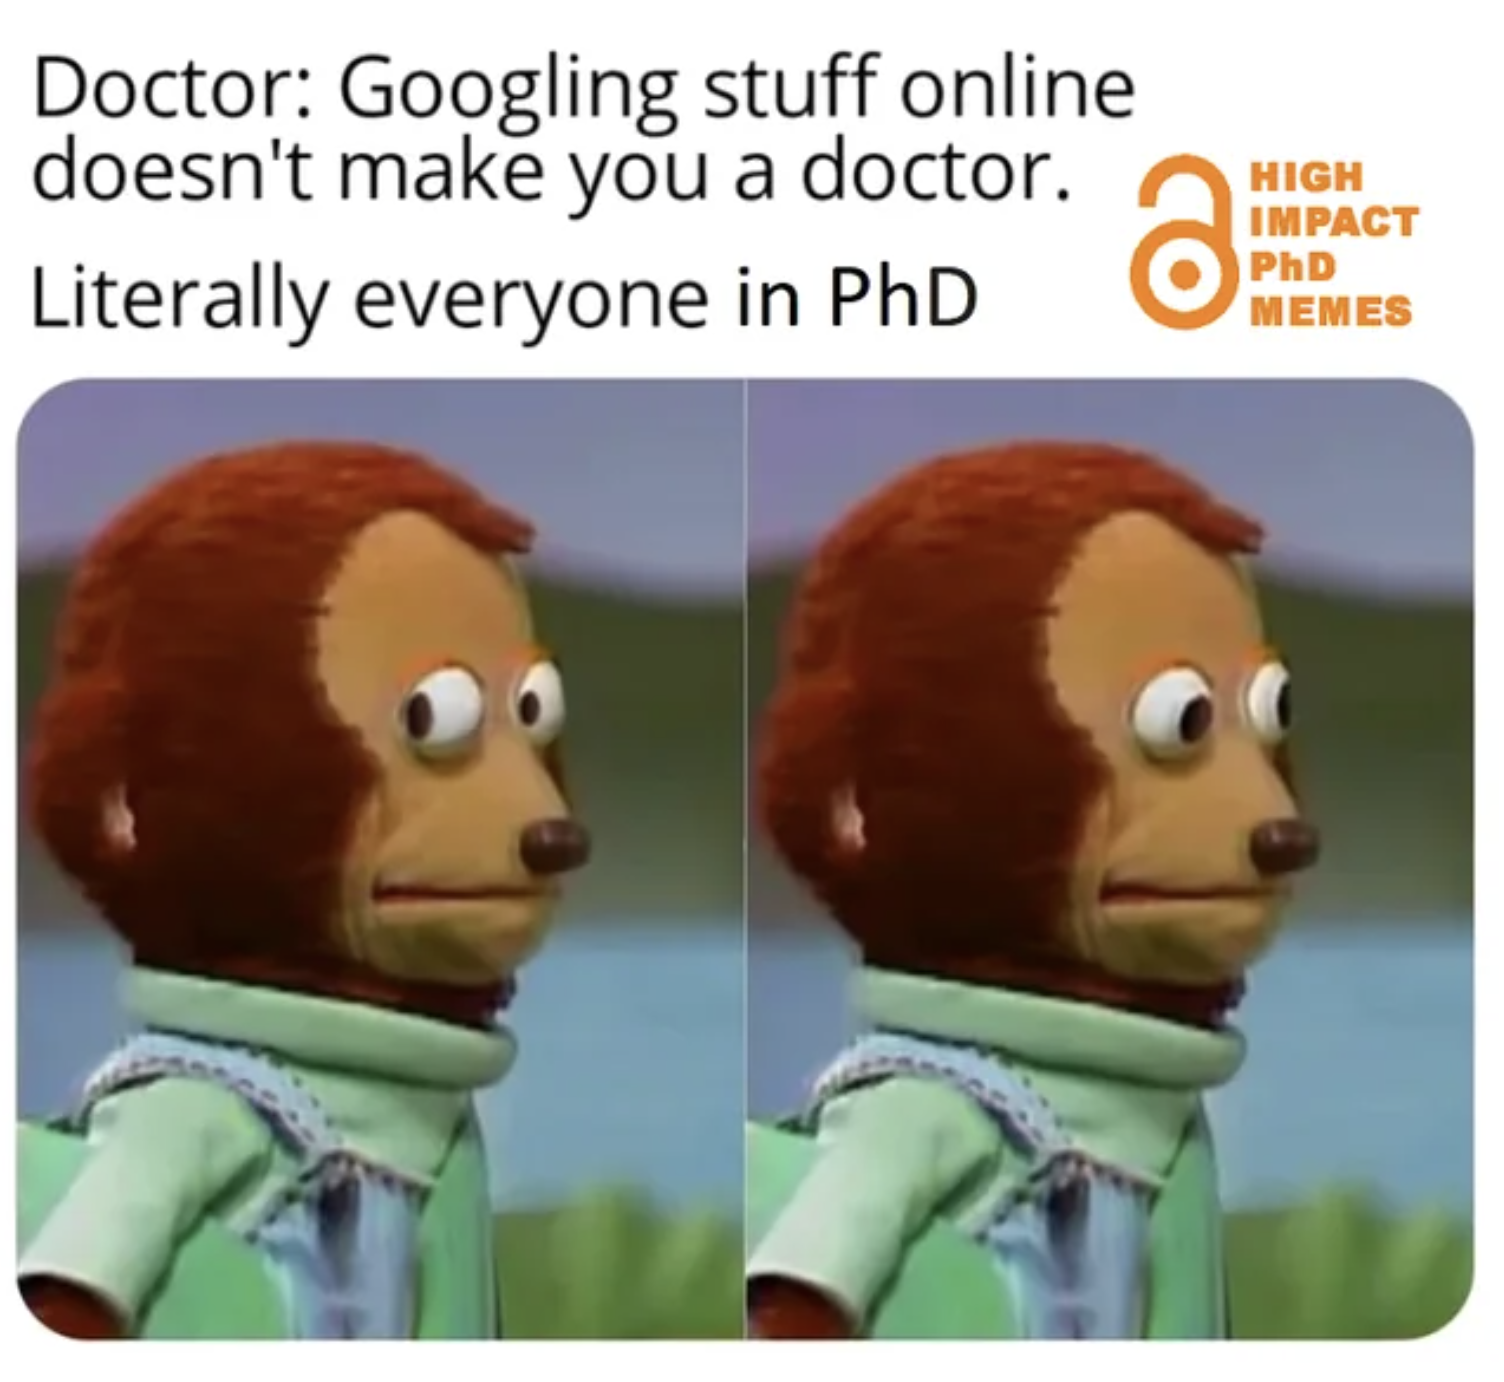 Doctor: Googling stuff online
doesn't make you a doctor.
Literally everyone in PhD
HIGH
IMPACT
PhD
MEMES